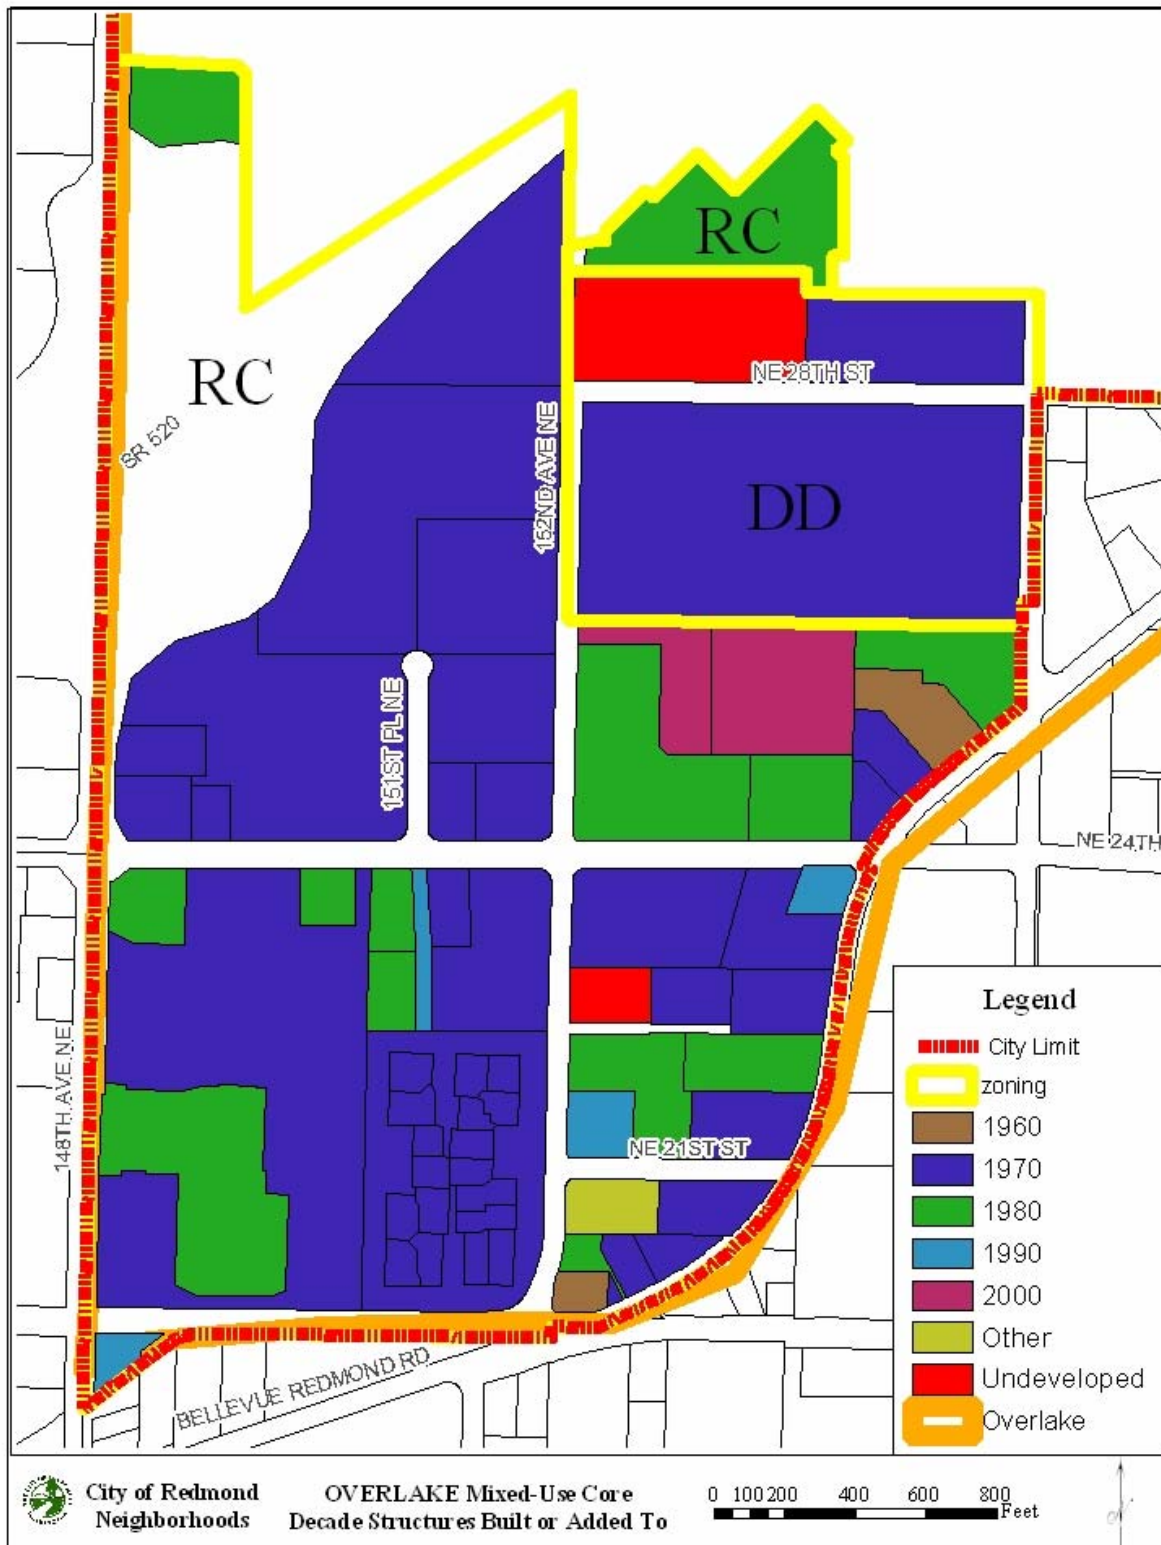 RC
RC
NE 28TH ST
SR 520
152ND AVE NE
DD
151ST PL NE
NE 24TH
148TH AVE NE
NE 21ST ST
BELLEVUE REDMOND RD
Legend
City Limit
zoning
1960
1970
1980
1990
2000
Other
Undeveloped
Overlake
City of Redmond
Neighborhoods
OVERLAKE Mixed-Use Core
Decade Structures Built or Added To
0 100 200 400 600 800
Feet